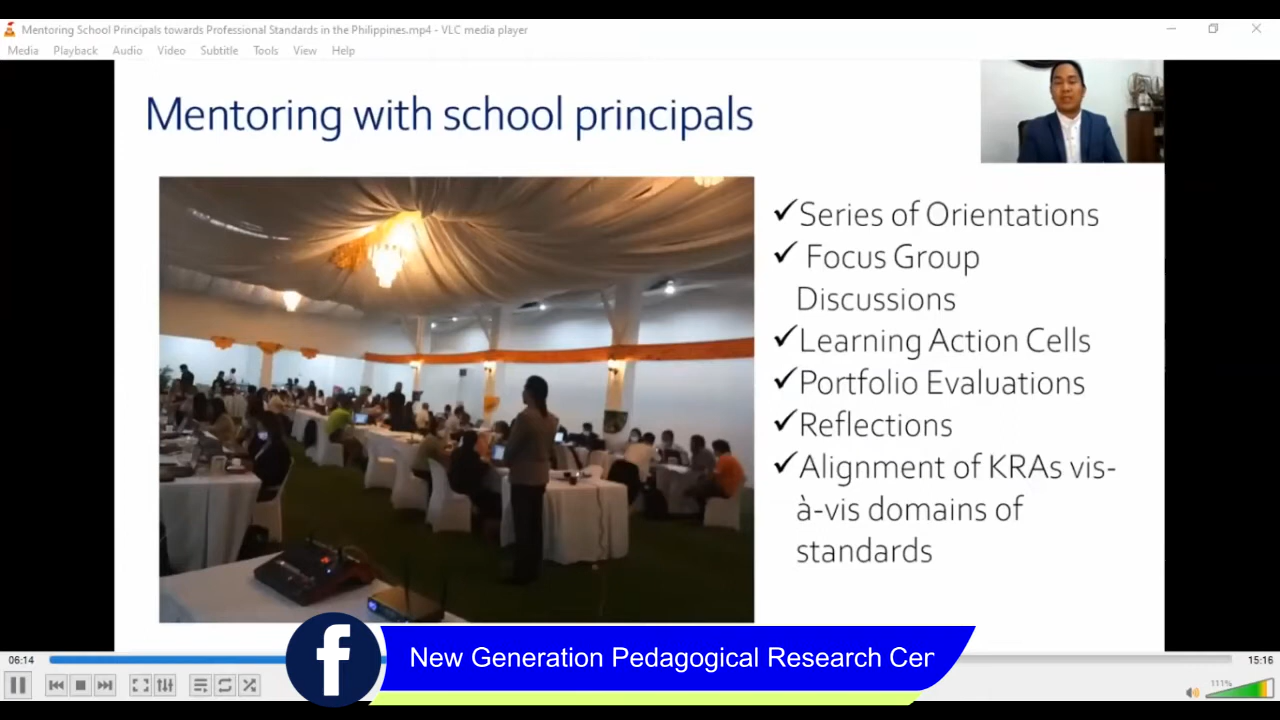 Mentoring School Principals towards Professional Standards in the Philippines.mp4 - VLC media player
Media Playback Audio Video Subtitle Tools View Help
Mentoring with school principals
✓Series of Orientations
✓ Focus Group
Discussions
✓Learning Action Cells
✓Portfolio Evaluations
✓Reflections
✓Alignment of KRAs vis-
à-vis domains of
standards
06:14
15:16
New Generation Pedagogical Research Cer
111%